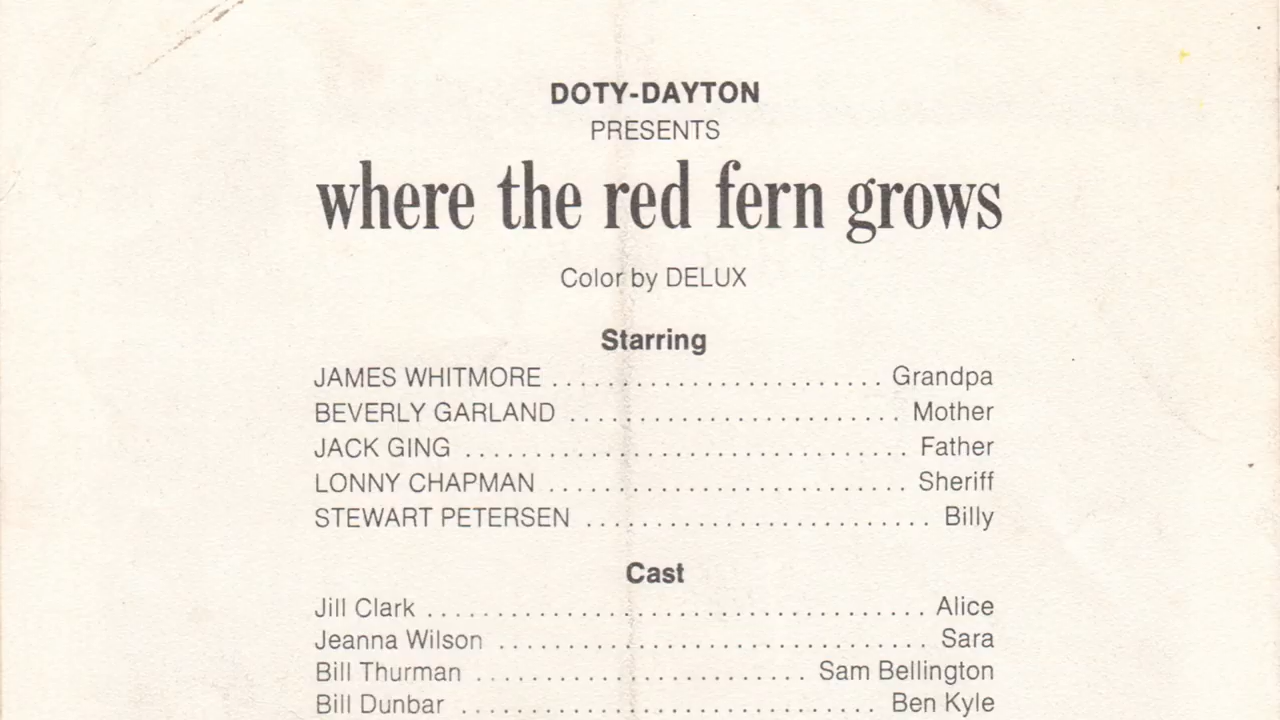 DOTY-DAYTON
PRESENTS
where the red fern grows
Color by DELUX
Starring
JAMES WHITMORE ........................ Grandpa
BEVERLY GARLAND ........................ Mother
JACK GING ................................ Father
LONNY CHAPMAN .......................... Sheriff
STEWART PETERSEN ......................... Billy
Cast
Jill Clark .................................... Alice
Jeanna Wilson ............................... Sara
Bill Thurman ........................ Sam Bellington
Bill Dunbar .............................. Ben Kyle